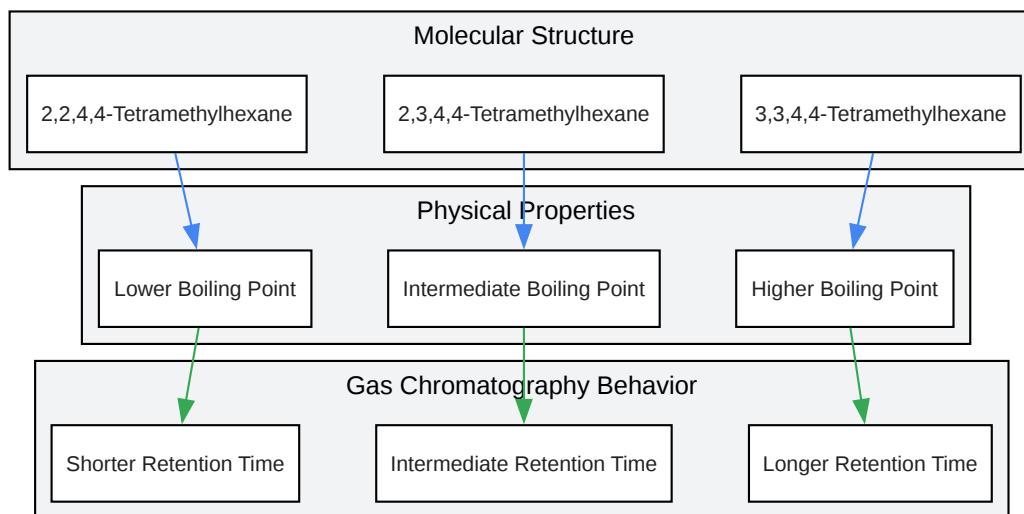 Molecular Structure
2,2,4,4-Tetramethylhexane
2,3,4,4-Tetramethylhexane
3,3,4,4-Tetramethylhexane
Physical Properties
Lower Boiling Point
Intermediate Boiling Point
Higher Boiling Point
Gas Chromatography Behavior
Shorter Retention Time
Intermediate Retention Time
Longer Retention Time